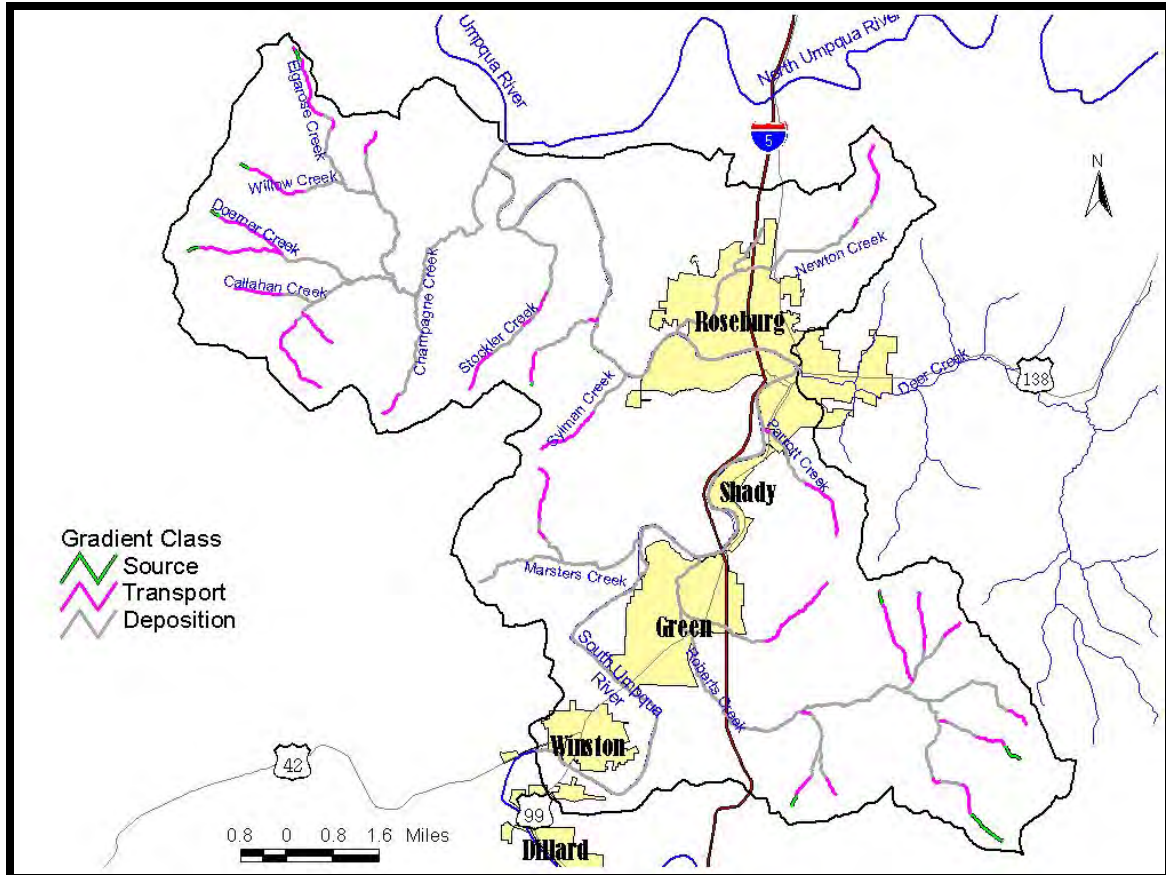 Umpqua River
North Umpqua River
5
N
Elgarose Creek
Willow Creek
Doerner Creek
Callahan Creek
Champagne Creek
Stockler Creek
Sylman Creek
Newton Creek
Roseburg
Deer Creek
138
Parrott Creek
Shady
Gradient Class
Source
Transport
Deposition
Marsters Creek
Green
South Umpqua
River
Roberts Creek
Winston
42
99
0.8 0 0.8 1.6 Miles
Dillard